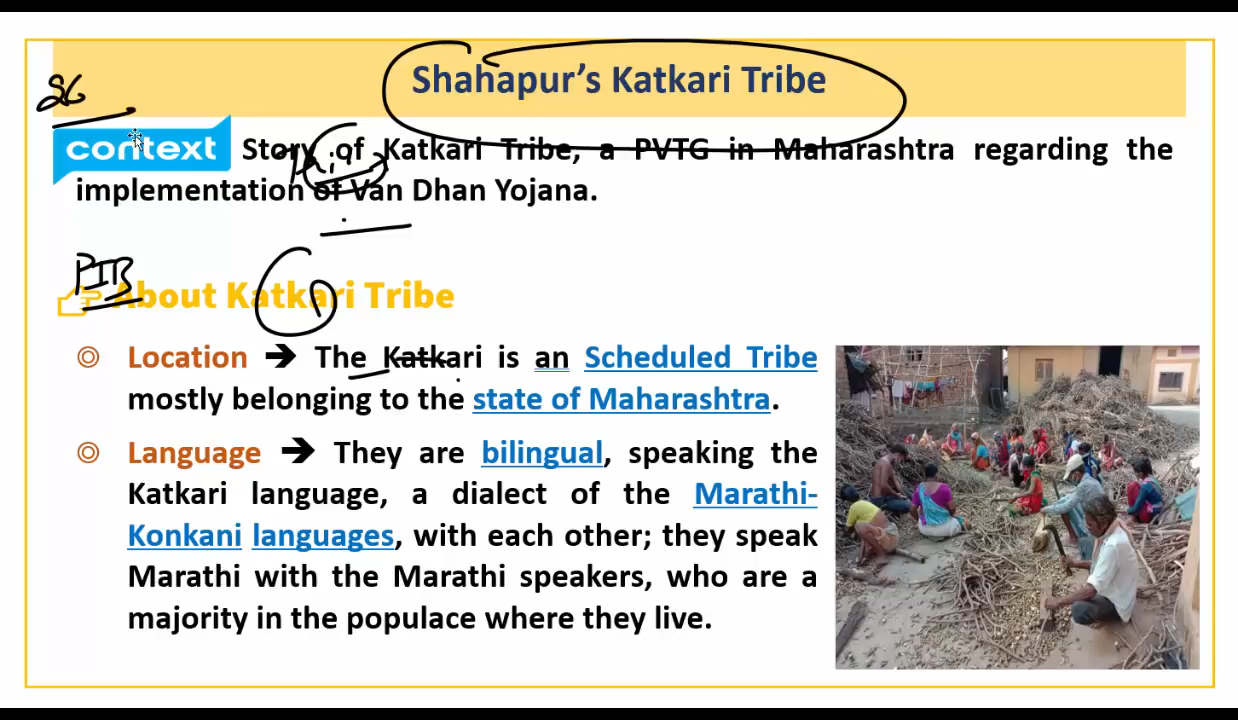 Shahapur's Katkari Tribe
context Story of Katkari Tribe, a PVTG in Maharashtra regarding the
implementation of Van Dhan Yojana.
PIB
About Katkari Tribe
Location ➔ The Katkari is an Scheduled Tribe
mostly belonging to the state of Maharashtra.
Language ➔ They are bilingual, speaking the
Katkari language, a dialect of the Marathi-
Konkani languages, with each other; they speak
Marathi with the Marathi speakers, who are a
majority in the populace where they live.